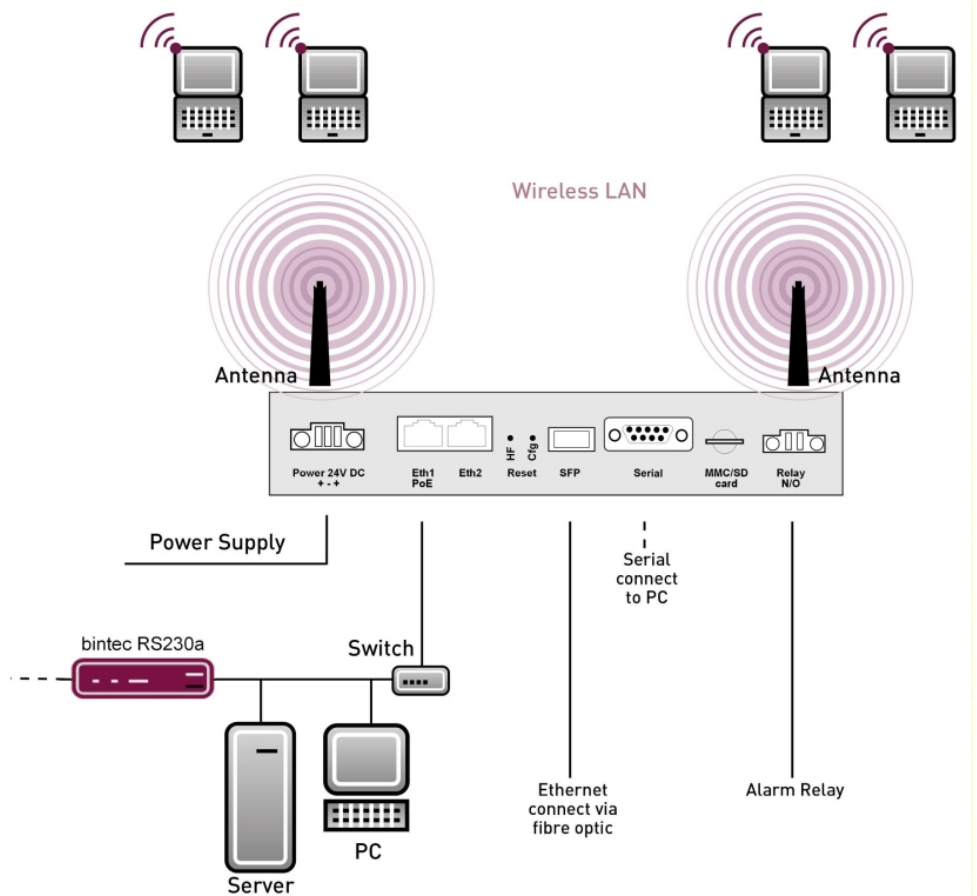 Wireless LAN
Antenna
Antenna
Power 24V DC
+ - +
Eth1
PoE
Eth2
HF
Reset
Cfg
SFP
Serial
MMC/SD
card
Relay
N/O
Power Supply
Serial
connect
to PC
bintec RS230a
Switch
Ethernet
connect via
fibre optic
Alarm Relay
PC
Server